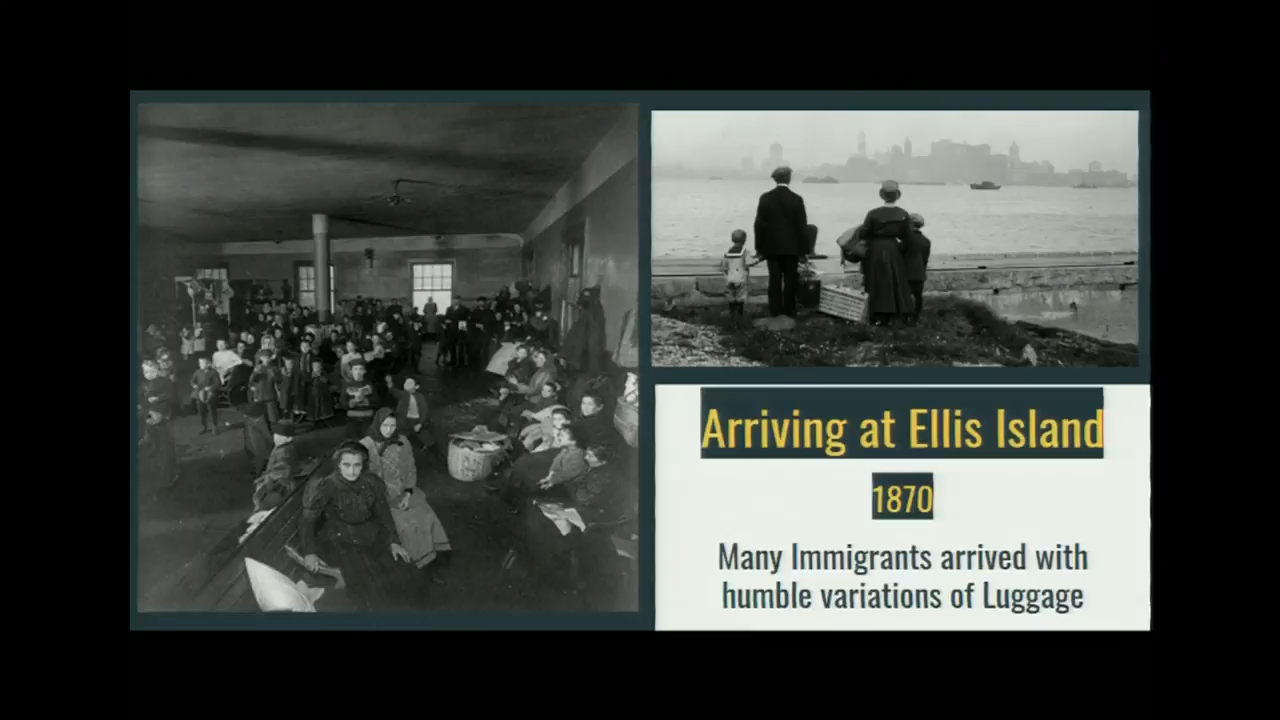 Arriving at Ellis Island
1870
Many Immigrants arrived with
humble variations of Luggage